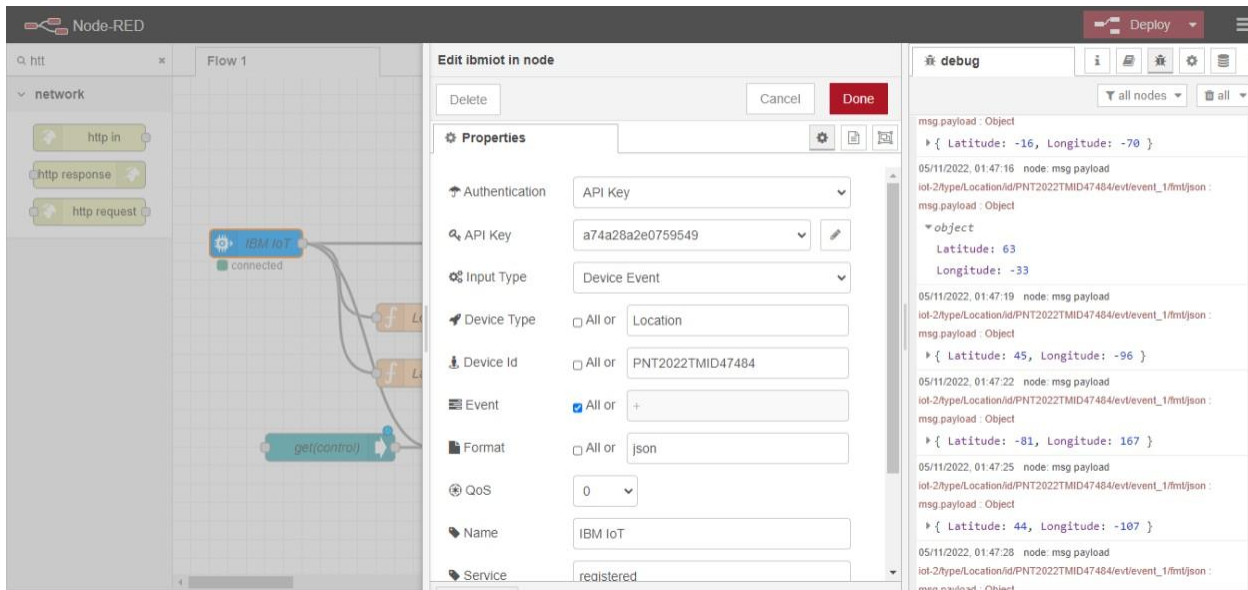 Node-RED
Deploy
htt
Flow 1
network
http in
http response
http request
IBM IoT
connected
get(control)
Edit ibmiot in node
Delete
Cancel
Done
Properties
Authentication
API Key
API Key
a74a28a2e0759549
Input Type
Device Event
Device Type
All or
Location
Device Id
All or
PNT2022TMID47484
Event
All or
+
Format
All or
json
QoS
0
Name
IBM IoT
Service
registered
debug
i
all nodes
all
msg.payload : Object
{ Latitude: -16, Longitude: -70 }
05/11/2022, 01:47:16 node: msg payload
iot-2/type/Location/id/PNT2022TMID47484/evt/event_1/fmt/json :
msg.payload : Object
object
Latitude: 63
Longitude: -33
05/11/2022, 01:47:19 node: msg payload
iot-2/type/Location/id/PNT2022TMID47484/evt/event_1/fmt/json :
msg.payload : Object
{ Latitude: 45, Longitude: -96 }
05/11/2022, 01:47:22 node: msg payload
iot-2/type/Location/id/PNT2022TMID47484/evt/event_1/fmt/json :
msg.payload : Object
{ Latitude: -81, Longitude: 167 }
05/11/2022, 01:47:25 node: msg payload
iot-2/type/Location/id/PNT2022TMID47484/evt/event_1/fmt/json :
msg.payload : Object
{ Latitude: 44, Longitude: -107 }
05/11/2022, 01:47:28 node: msg payload
iot-2/type/Location/id/PNT2022TMID47484/evt/event_1/fmt/json :
msg.payload : Object